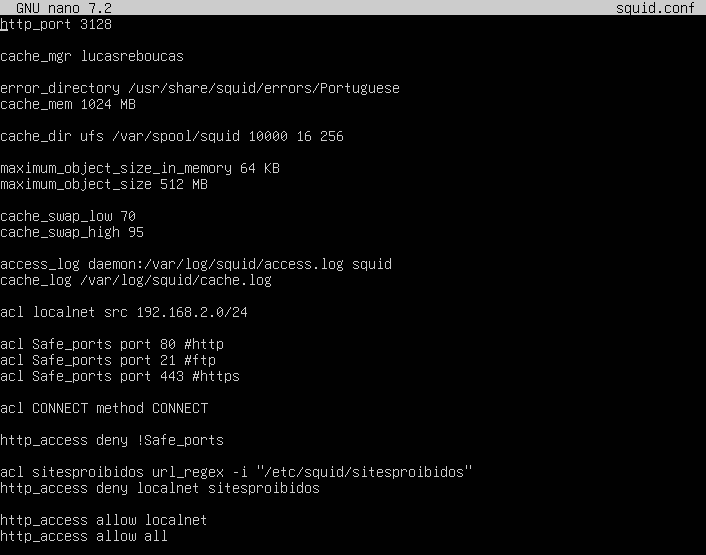 GNU nano 7.2 squid.conf
http_port 3128
cache_mgr lucasreboucas
error_directory /usr/share/squid/errors/Portuguese
cache_mem 1024 MB
cache_dir ufs /var/spool/squid 10000 16 256
maximum_object_size_in_memory 64 KB
maximum_object_size 512 MB
cache_swap_low 70
cache_swap_high 95
access_log daemon:/var/log/squid/access.log squid
cache_log /var/log/squid/cache.log
acl localnet src 192.168.2.0/24
acl Safe_ports port 80 #http
acl Safe_ports port 21 #ftp
acl Safe_ports port 443 #https
acl CONNECT method CONNECT
http_access deny !Safe_ports
acl sitesproibidos url_regex -i "/etc/squid/sitesproibidos"
http_access deny localnet sitesproibidos
http_access allow localnet
http_access allow all